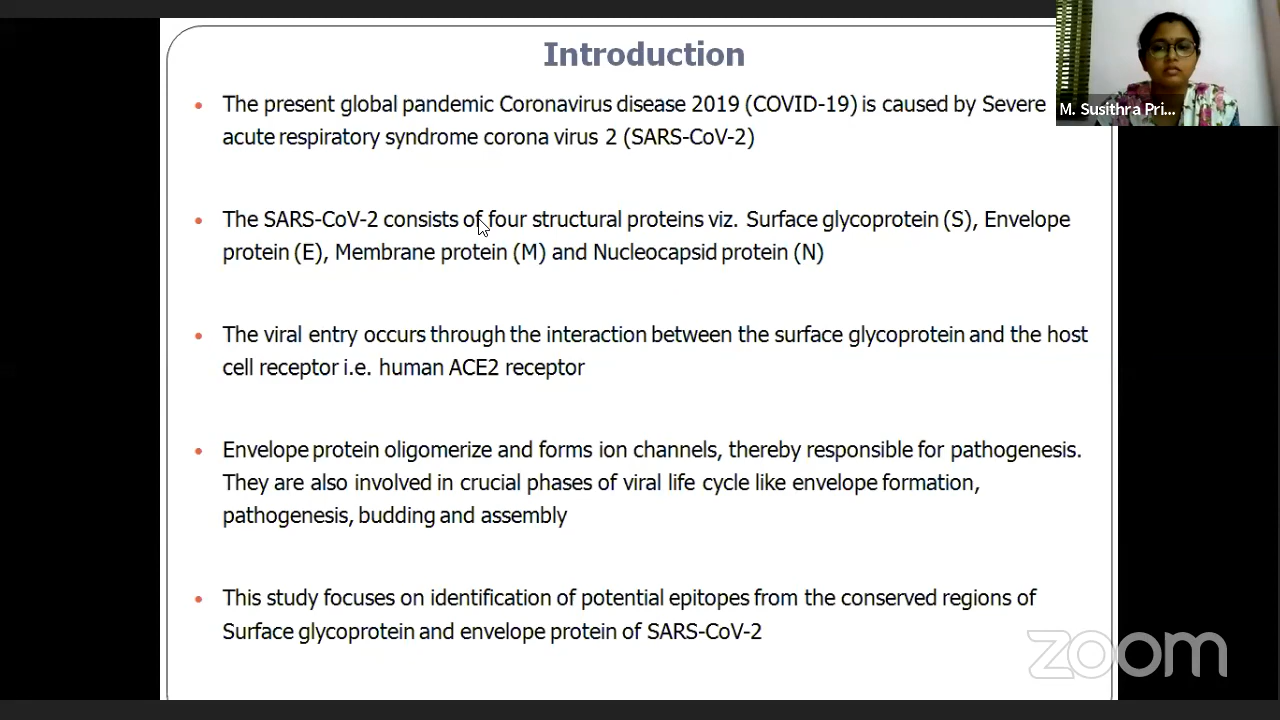 Introduction
• The present global pandemic Coronavirus disease 2019 (COVID-19) is caused by Severe
acute respiratory syndrome corona virus 2 (SARS-CoV-2)
• The SARS-CoV-2 consists of four structural proteins viz. Surface glycoprotein (S), Envelope
protein (E), Membrane protein (M) and Nucleocapsid protein (N)
• The viral entry occurs through the interaction between the surface glycoprotein and the host
cell receptor i.e. human ACE2 receptor
• Envelope protein oligomerize and forms ion channels, thereby responsible for pathogenesis.
They are also involved in crucial phases of viral life cycle like envelope formation,
pathogenesis, budding and assembly
• This study focuses on identification of potential epitopes from the conserved regions of
Surface glycoprotein and envelope protein of SARS-CoV-2
M. Susithra Pri...
zoom